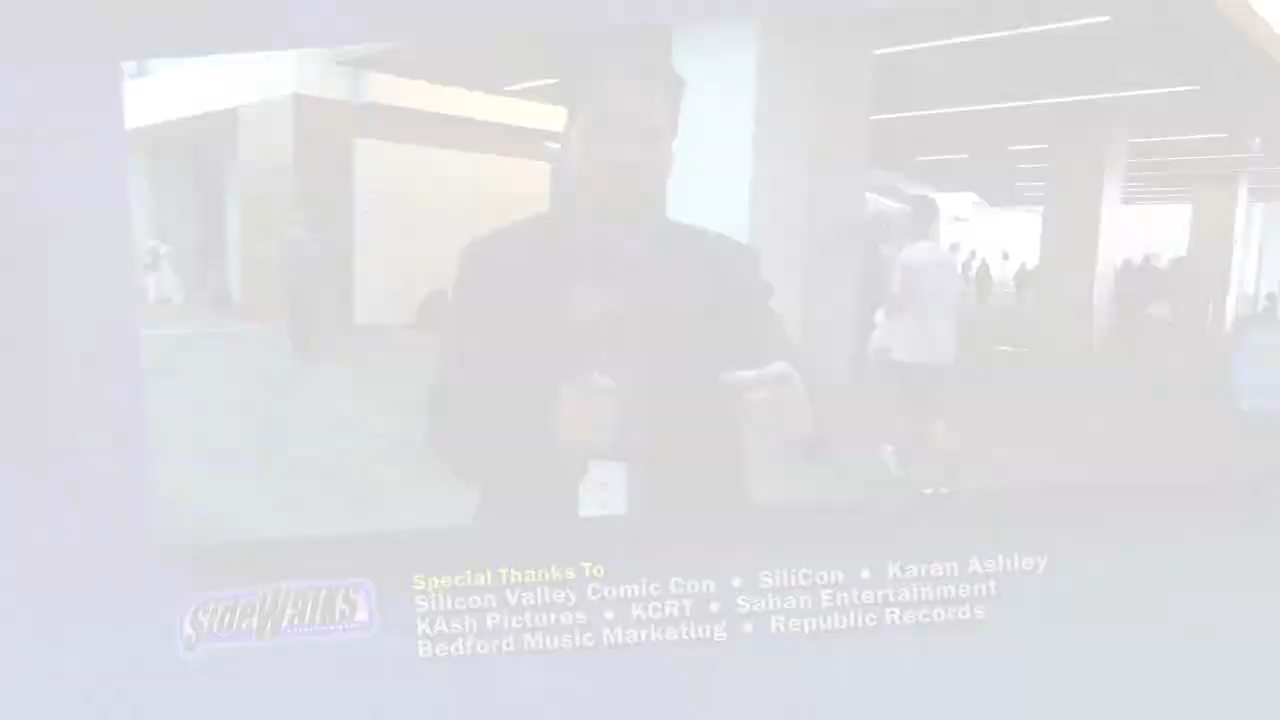 SIDEWALKS
Special Thanks To
Silicon Valley Comic Con • SiliCon • Karan Ashley
KAsh Pictures • KCRT • Sahan Entertainment
Bedford Music Marketing • Republic Records